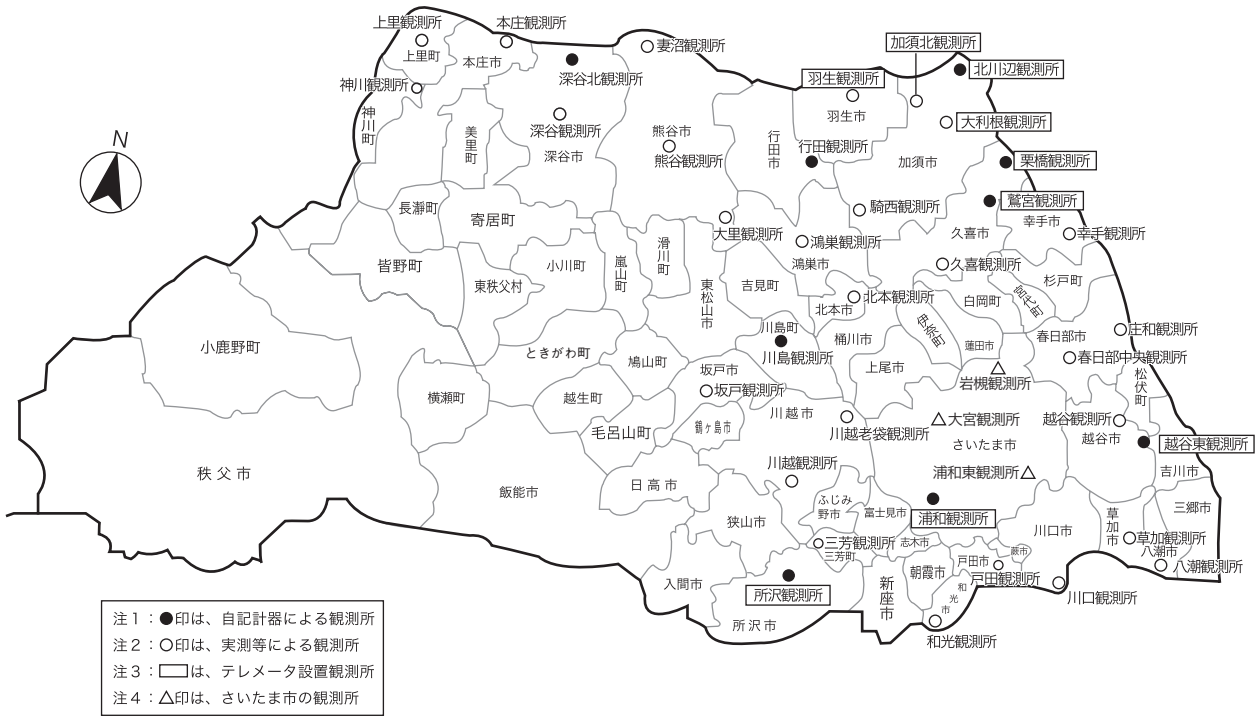 上里観測所
本庄観測所
上里町
本庄市
妻沼観測所
加須北観測所
深谷北観測所
羽生観測所
北川辺観測所
神川観測所
神川町
美里町
深谷観測所
深谷市
熊谷市
熊谷観測所
行田市
行田観測所
羽生市
大利根観測所
加須市
栗橋観測所
N
長瀞町
寄居町
大里観測所
騎西観測所
鷲宮観測所
幸手市
久喜市
幸手観測所
皆野町
東秩父村
小川町
嵐山町
滑川町
東松山市
吉見町
鴻巣観測所
鴻巣市
久喜観測所
杉戸町
宮代町
白岡町
北本観測所
北本市
伊奈町
小鹿野町
ときがわ町
鳩山町
川島町
川島観測所
桶川市
蓮田市
春日部市
庄和観測所
春日部中央観測所
横瀬町
越生町
坂戸市
坂戸観測所
上尾市
岩槻観測所
松伏町
毛呂山町
鶴ヶ島市
川越市
川越老袋観測所
大宮観測所
さいたま市
越谷観測所
越谷市
越谷東観測所
秩父市
飯能市
日高市
川越観測所
浦和東観測所
吉川市
狭山市
ふじみ
野市
富士見市
浦和観測所
川口市
草加市
三郷市
三芳観測所
三芳町
志木市
蕨市
戸田市
戸田観測所
草加観測所
八潮市
八潮観測所
入間市
所沢観測所
所沢市
新座市
朝霞市
和光市
和光観測所
川口観測所
注1：●印は、自記計器による観測所
注2：○印は、実測等による観測所
注3：□は、テレメータ設置観測所
注4：△印は、さいたま市の観測所